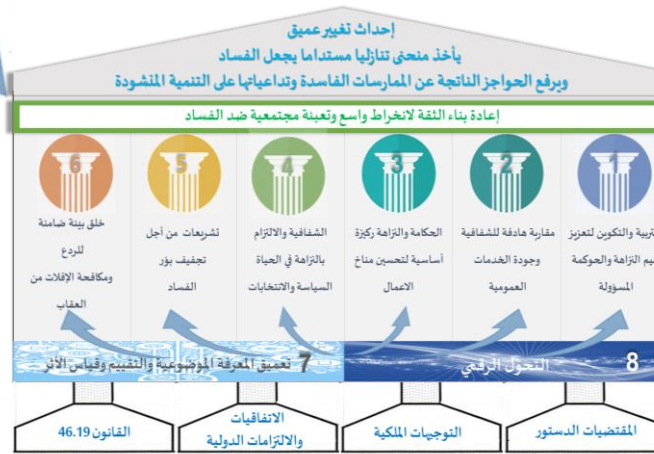 إحداث تغيير عميق
يأخذ منحنى تنازليا مستداما يجعل الفساد
ويرفع الحواجز الناتجة عن الممارسات الفاسدة وتداعياتها على التنمية المنشودة
إعادة بناء الثقة لانخراط واسع وتعبئة مجتمعية ضد الفساد
1
التربية والتكوين لتعزيز
قيم النزاهة والحوكمة
المسؤولة
2
مقاربة هادفة للشفافية
وجودة الخدمات
العمومية
3
الحكامة والنزاهة ركيزة
أساسية لتحسين مناخ
الاعمال
4
الشفافية والالتزام
بالنزاهة في الحياة
السياسة والانتخابات
5
تشريعات من أجل
تجفيف بؤر
الفساد
6
خلق بيئة ضامنة
للردع
ومكافحة الإفلات من
العقاب
8 التحول الرقمي
7 تعميق المعرفة الموضوعية والتقييم وقياس الأثر
المقتضيات الدستور
التوجيهات الملكية
الاتفاقيات
والالتزامات الدولية
القانون 46.19